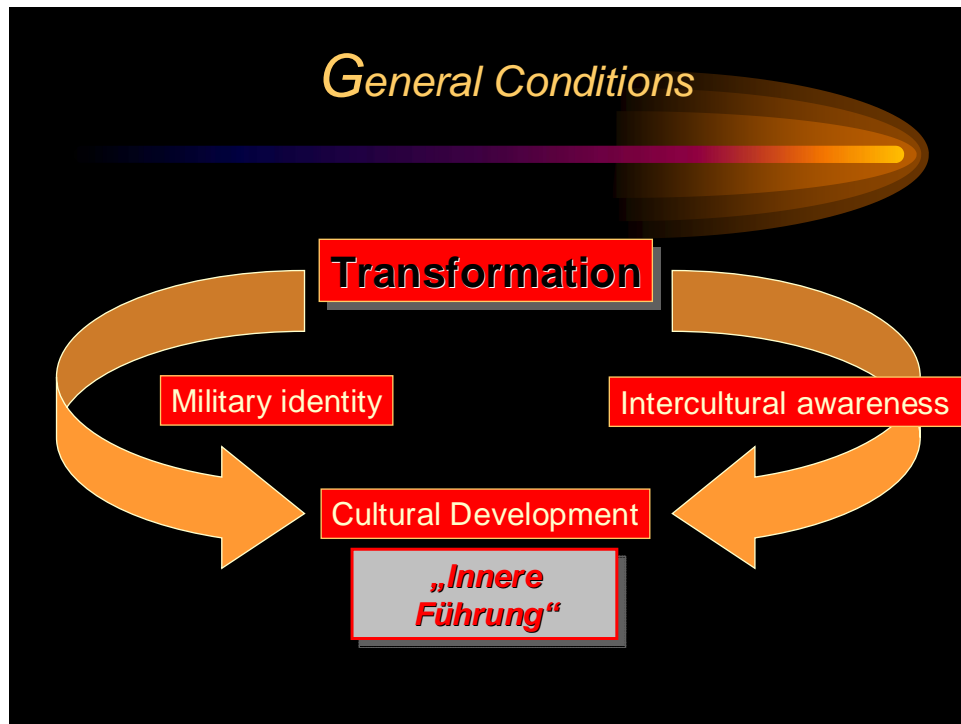 General Conditions
Transformation
Military identity
Intercultural awareness
Cultural Development
„Innere
Führung“